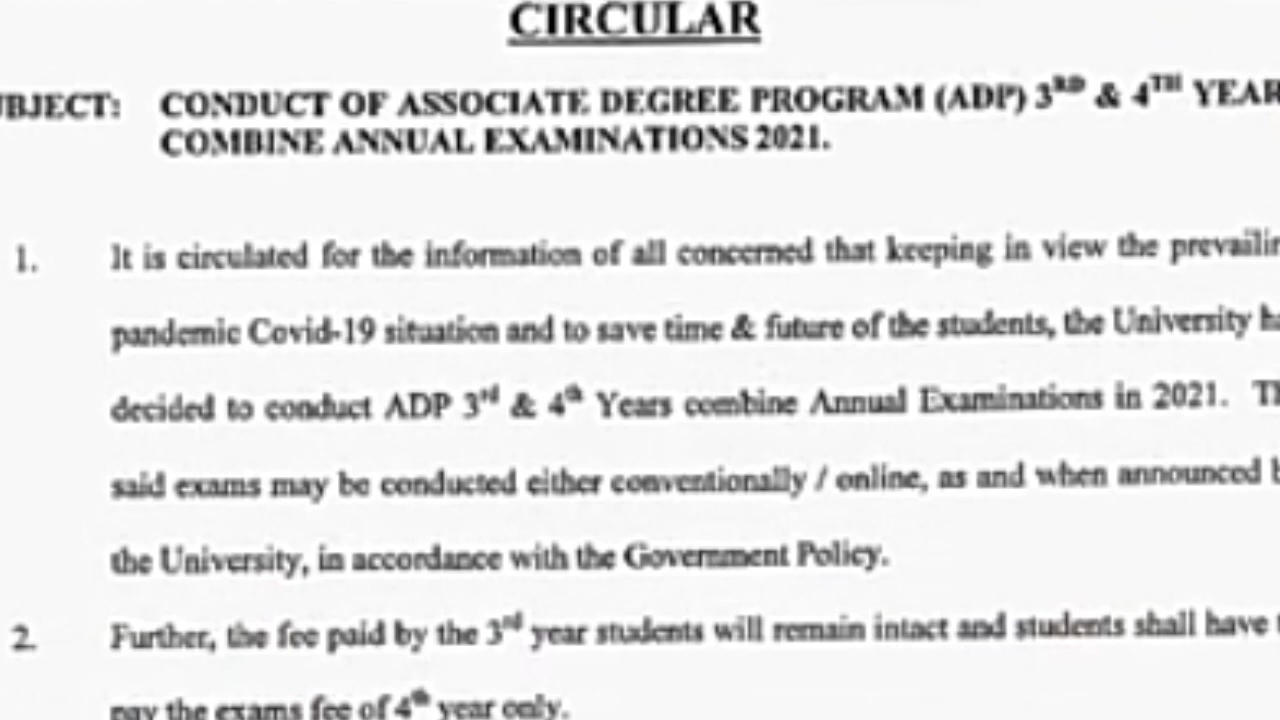 CIRCULAR
UBJECT: CONDUCT OF ASSOCIATE DEGREE PROGRAM (ADP) 3RD & 4TH YEAR
COMBINE ANNUAL EXAMINATIONS 2021.
1. It is circulated for the information of all concerned that keeping in view the prevailin
pandemic Covid-19 situation and to save time & future of the students, the University ha
decided to conduct ADP 3rd & 4th Years combine Annual Examinations in 2021. Th
said exams may be conducted either conventionally / online, as and when announced b
the University, in accordance with the Government Policy.
2. Further, the fee paid by the 3rd year students will remain intact and students shall have t
pay the exams fee of 4th year only.